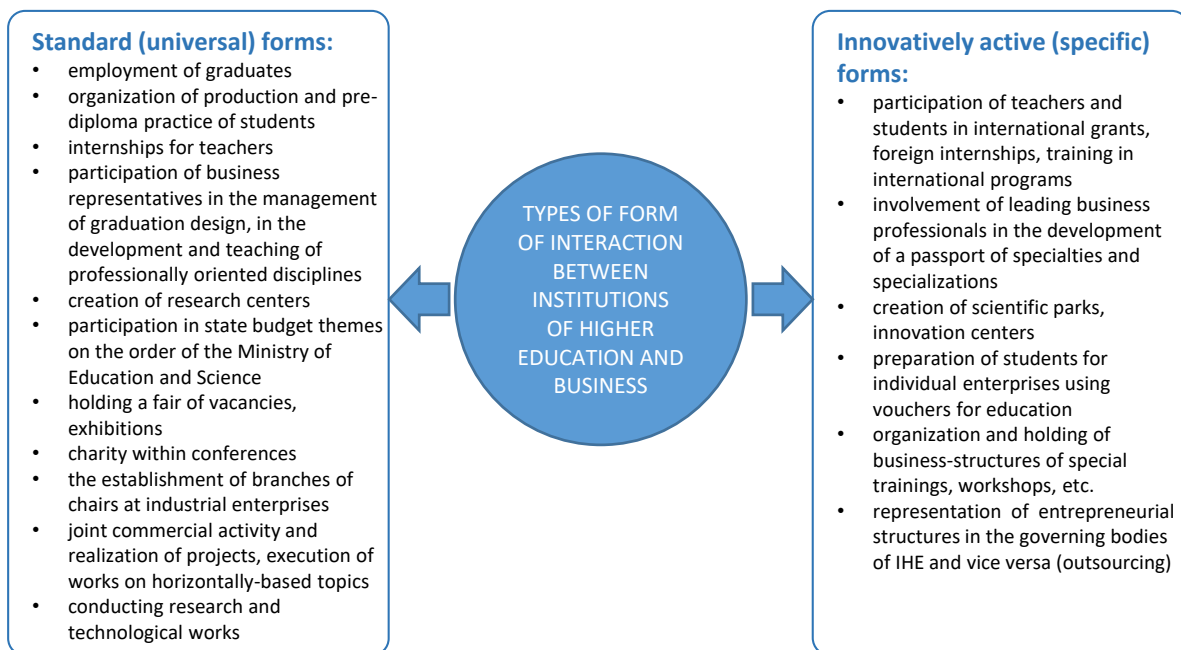 Standard (universal) forms:
• employment of graduates
• organization of production and pre-
diploma practice of students
• internships for teachers
• participation of business
representatives in the management
of graduation design, in the
development and teaching of
professionally oriented disciplines
• creation of research centers
• participation in state budget themes
on the order of the Ministry of
Education and Science
• holding a fair of vacancies,
exhibitions
• charity within conferences
• the establishment of branches of
chairs at industrial enterprises
• joint commercial activity and
realization of projects, execution of
works on horizontally-based topics
• conducting research and
technological works
TYPES OF FORM
OF INTERACTION
BETWEEN
INSTITUTIONS
OF HIGHER
EDUCATION AND
BUSINESS
Innovatively active (specific)
forms:
• participation of teachers and
students in international grants,
foreign internships, training in
international programs
• involvement of leading business
professionals in the development
of a passport of specialties and
specializations
• creation of scientific parks,
innovation centers
• preparation of students for
individual enterprises using
vouchers for education
• organization and holding of
business-structures of special
trainings, workshops, etc.
• representation of entrepreneurial
structures in the governing bodies
of IHE and vice versa (outsourcing)